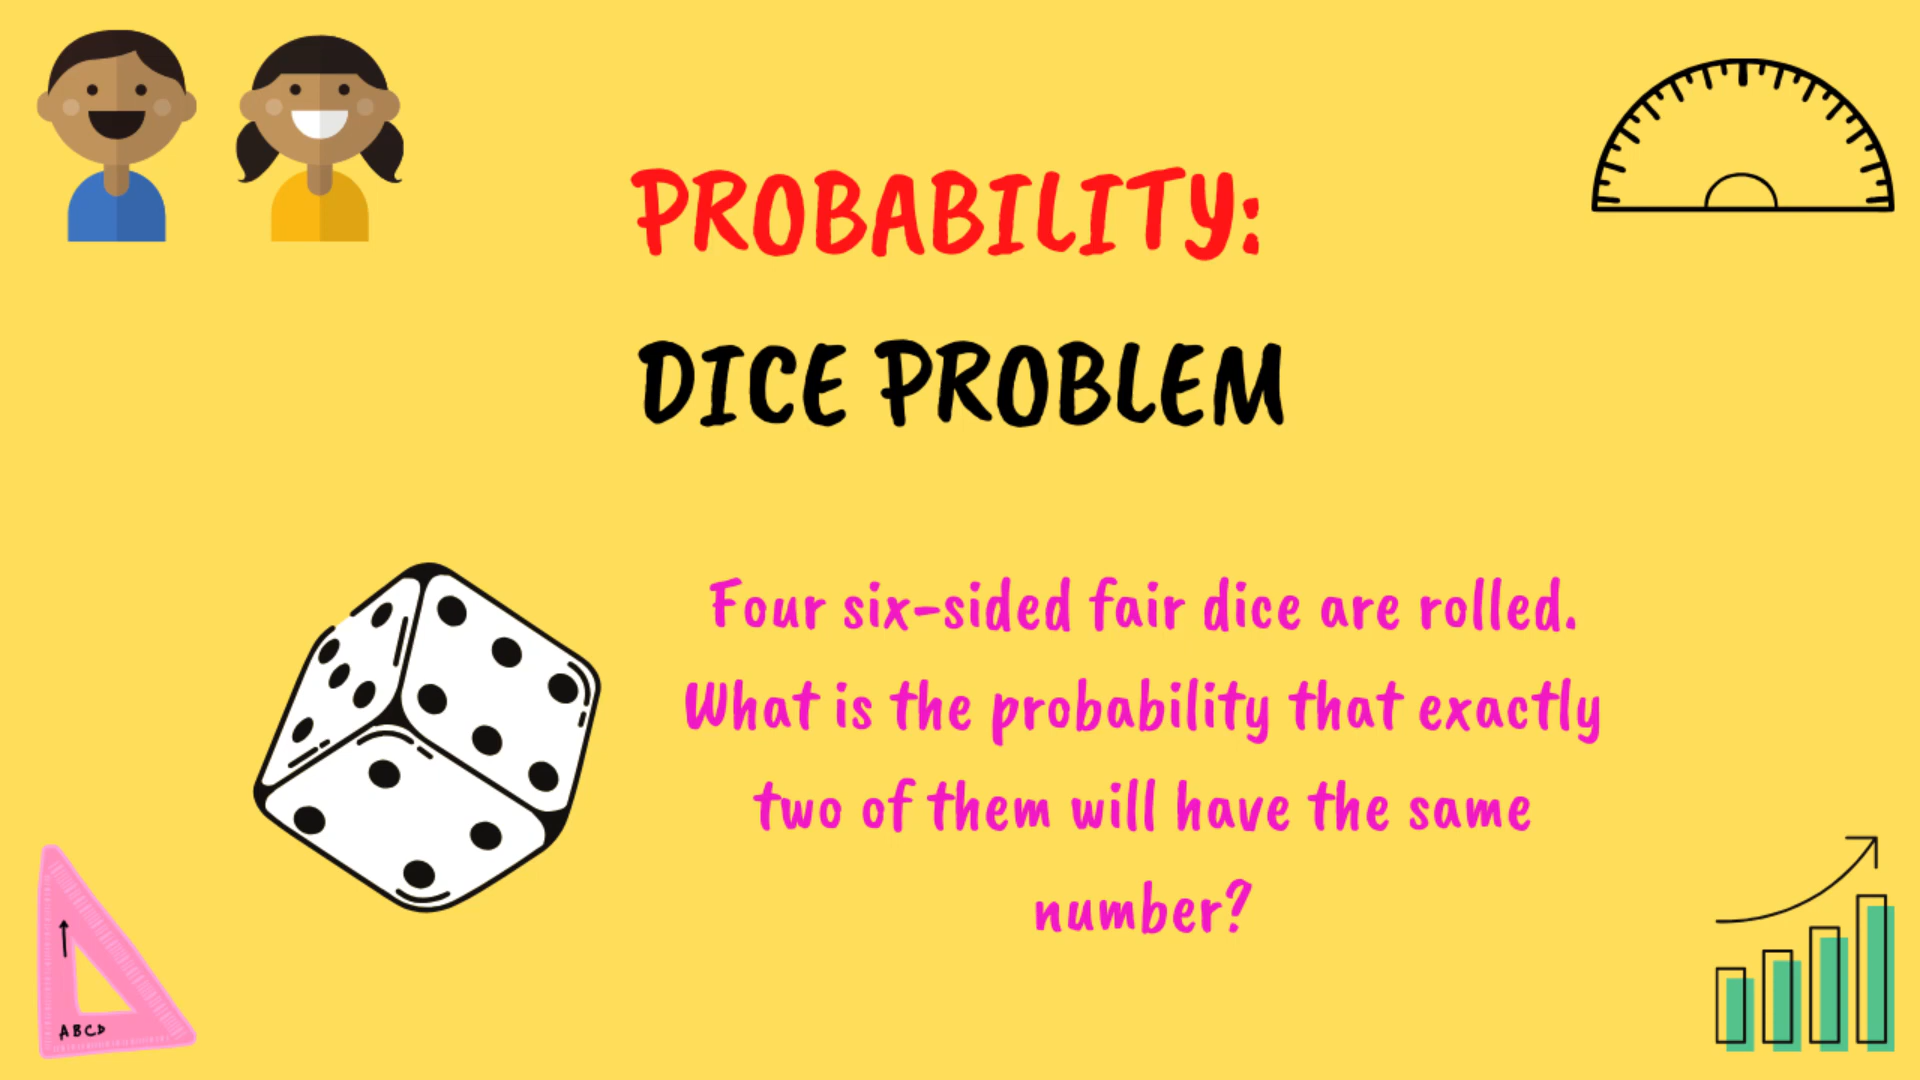 PROBABILITY:
DICE PROBLEM
Four six-sided fair dice are rolled.
What is the probability that exactly
two of them will have the same
number?
ABCD